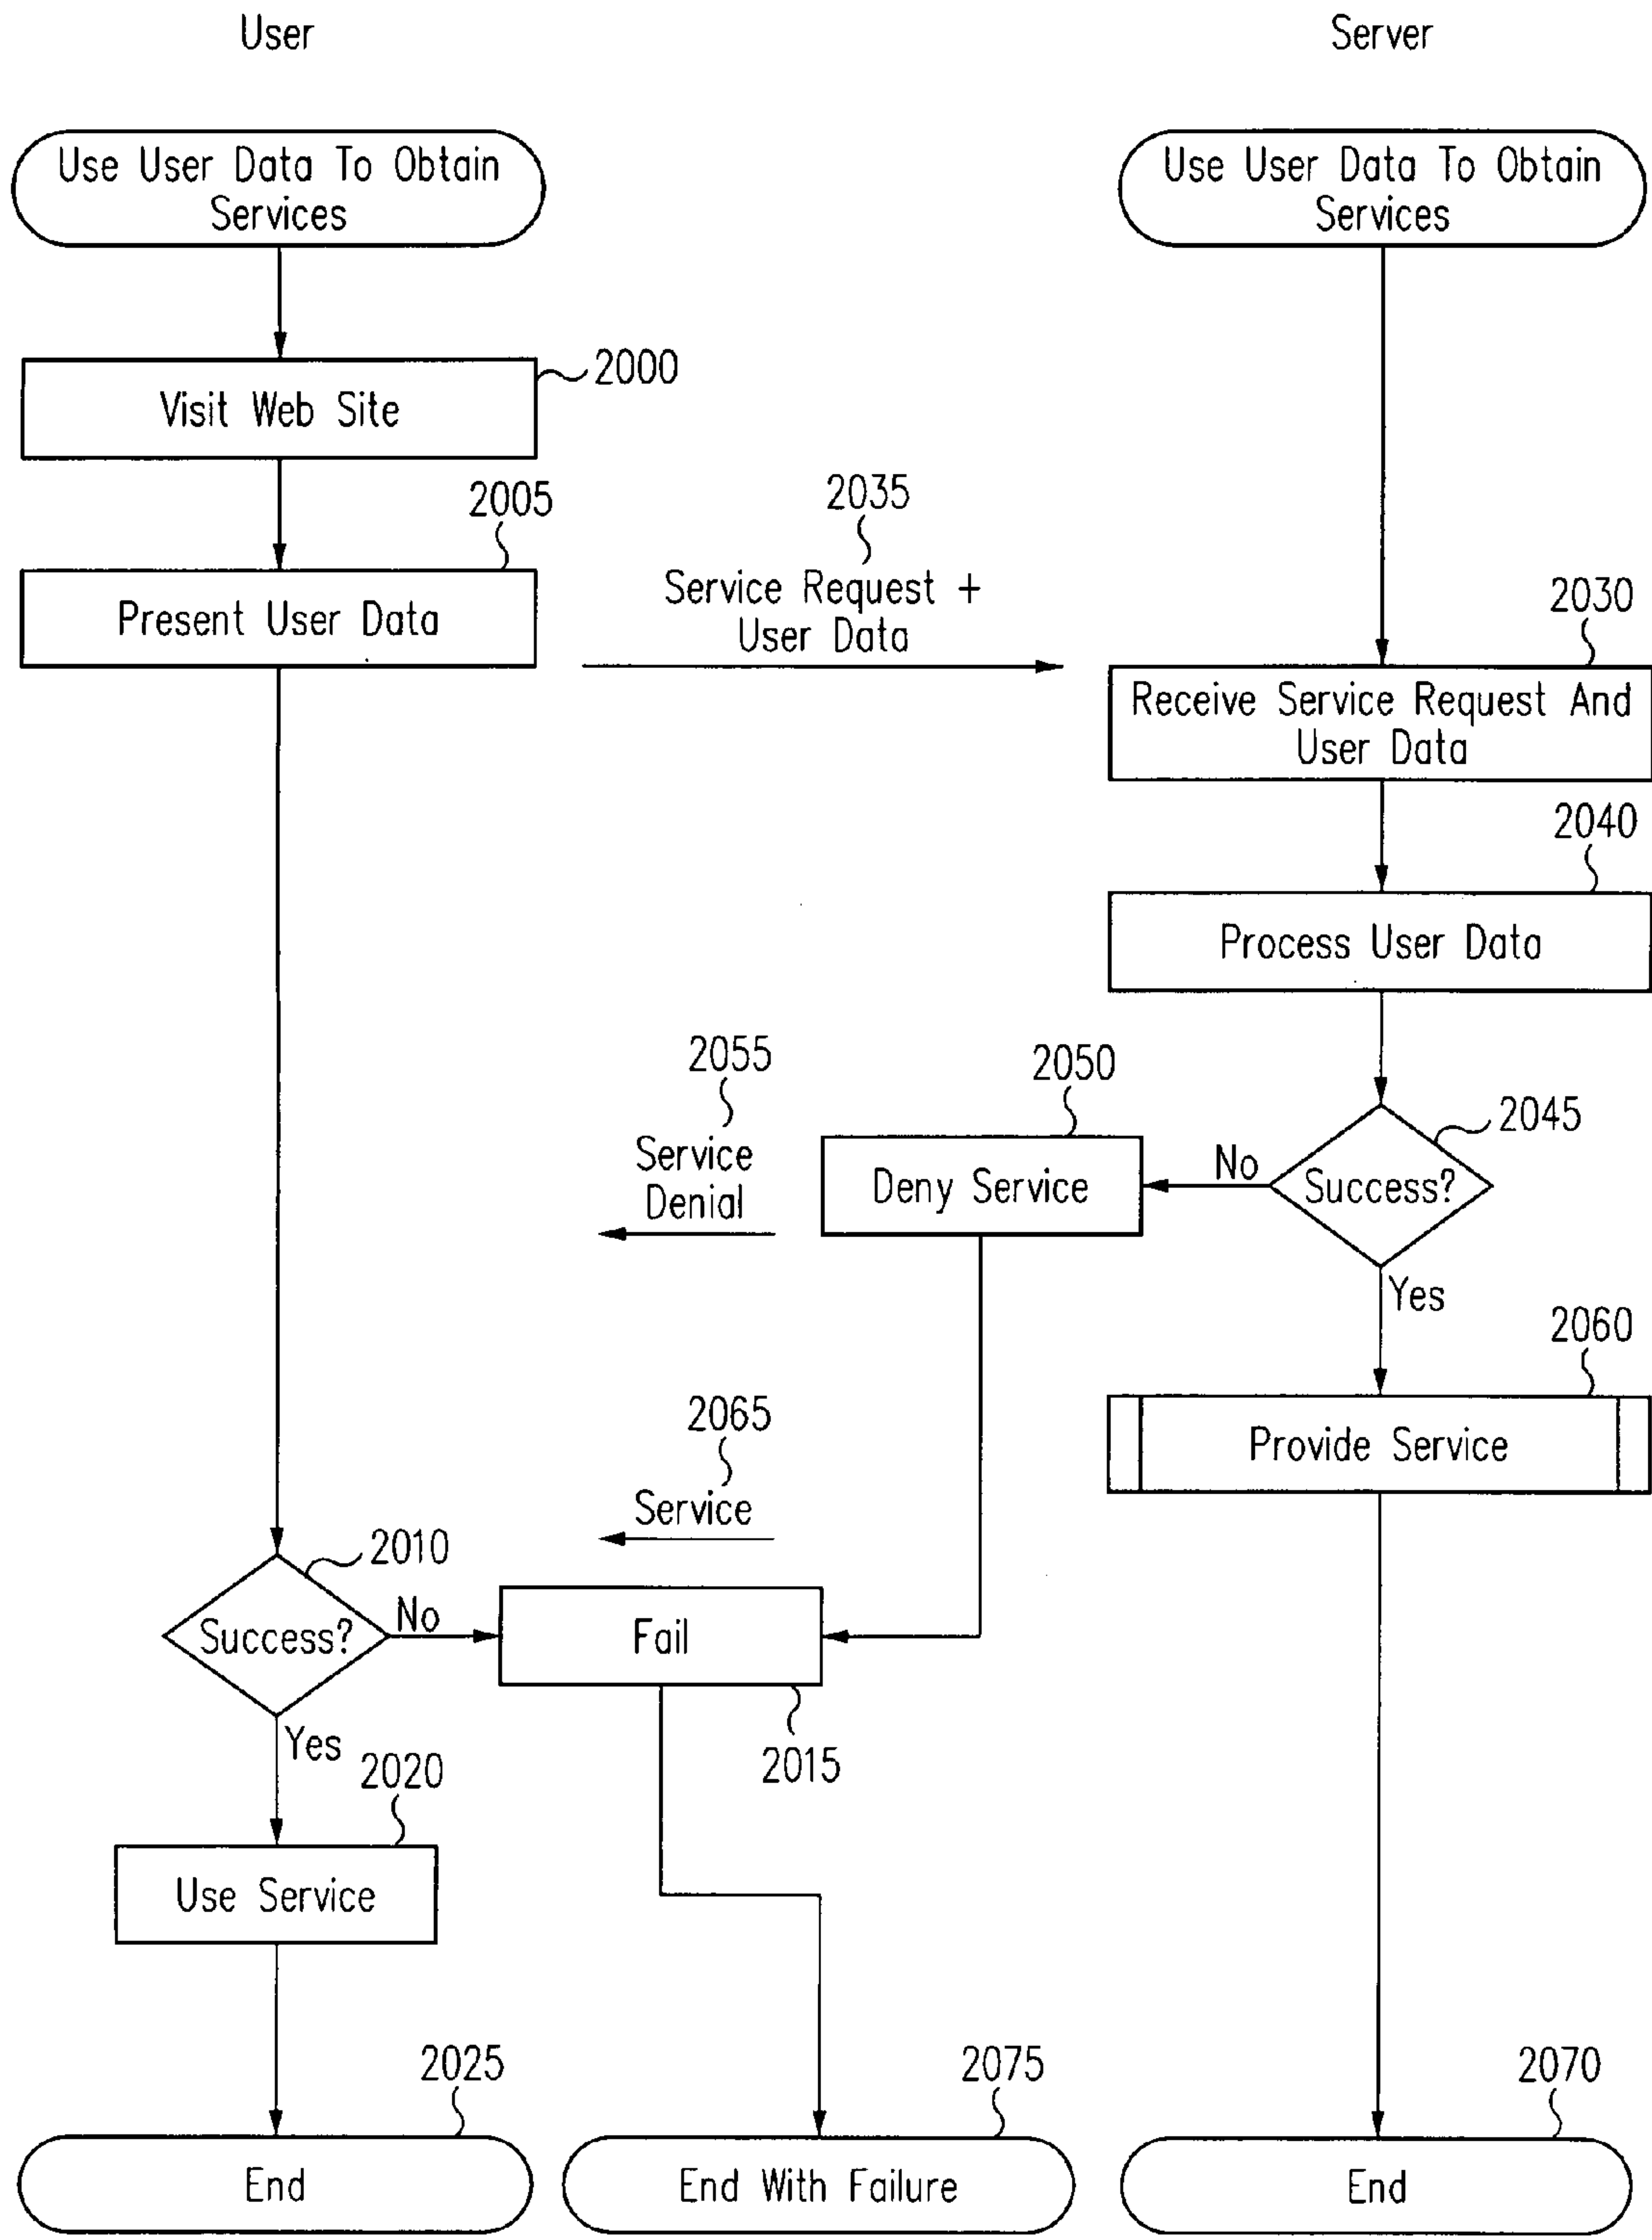 User
Server
Use User Data To Obtain
Services
Use User Data To Obtain
Services
2000
Visit Web Site
2005
Present User Data
2035
Service Request +
User Data
2030
Receive Service Request And
User Data
2040
Process User Data
2055
Service
Denial
2050
Deny Service
No
2045
Success?
Yes
2060
Provide Service
2065
Service
2010
Success?
No
Fail
2015
Yes
2020
Use Service
2025
End
2075
End With Failure
2070
End